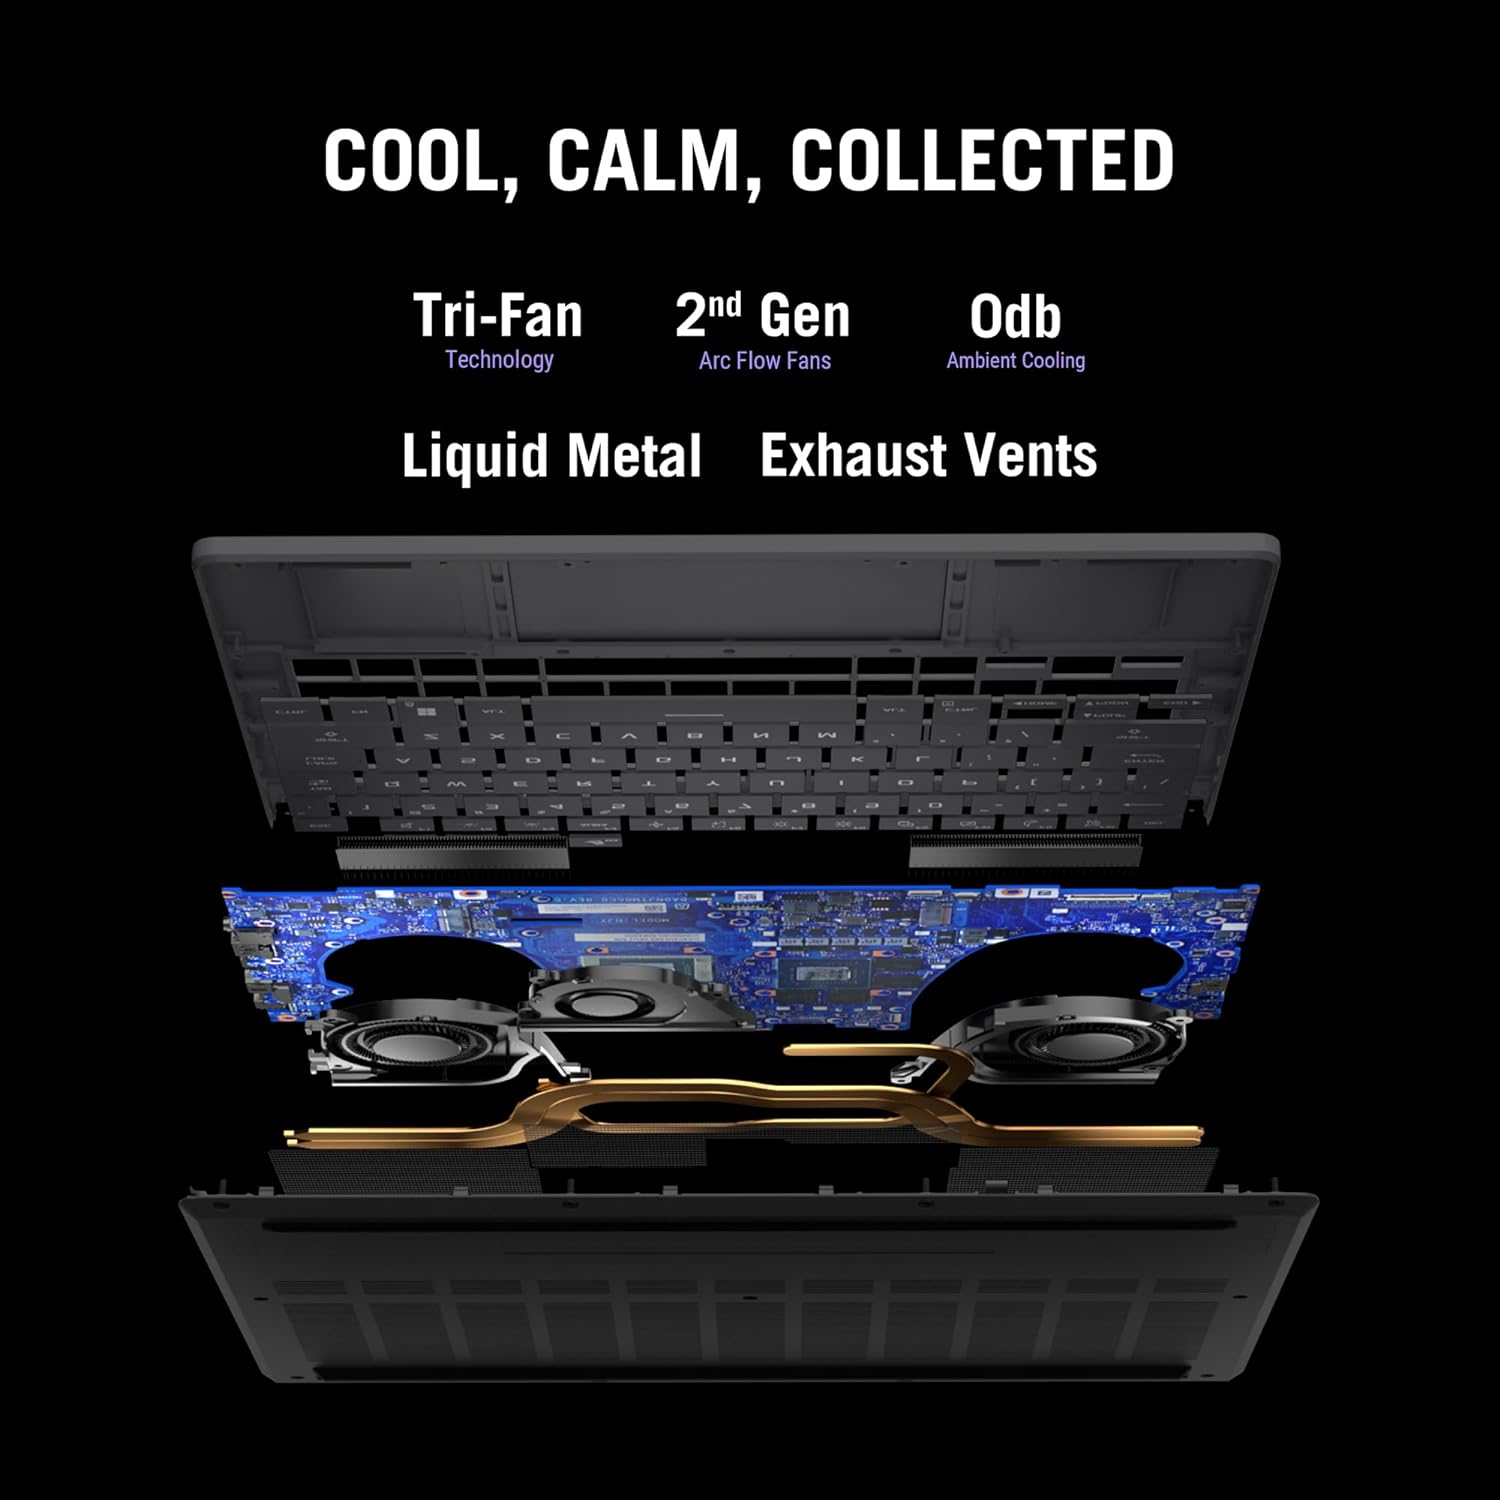 COOL, CALM, COLLECTED
Tri-Fan
Technology
2nd Gen
Arc Flow Fans
0db
Ambient Cooling
Liquid Metal
Exhaust Vents